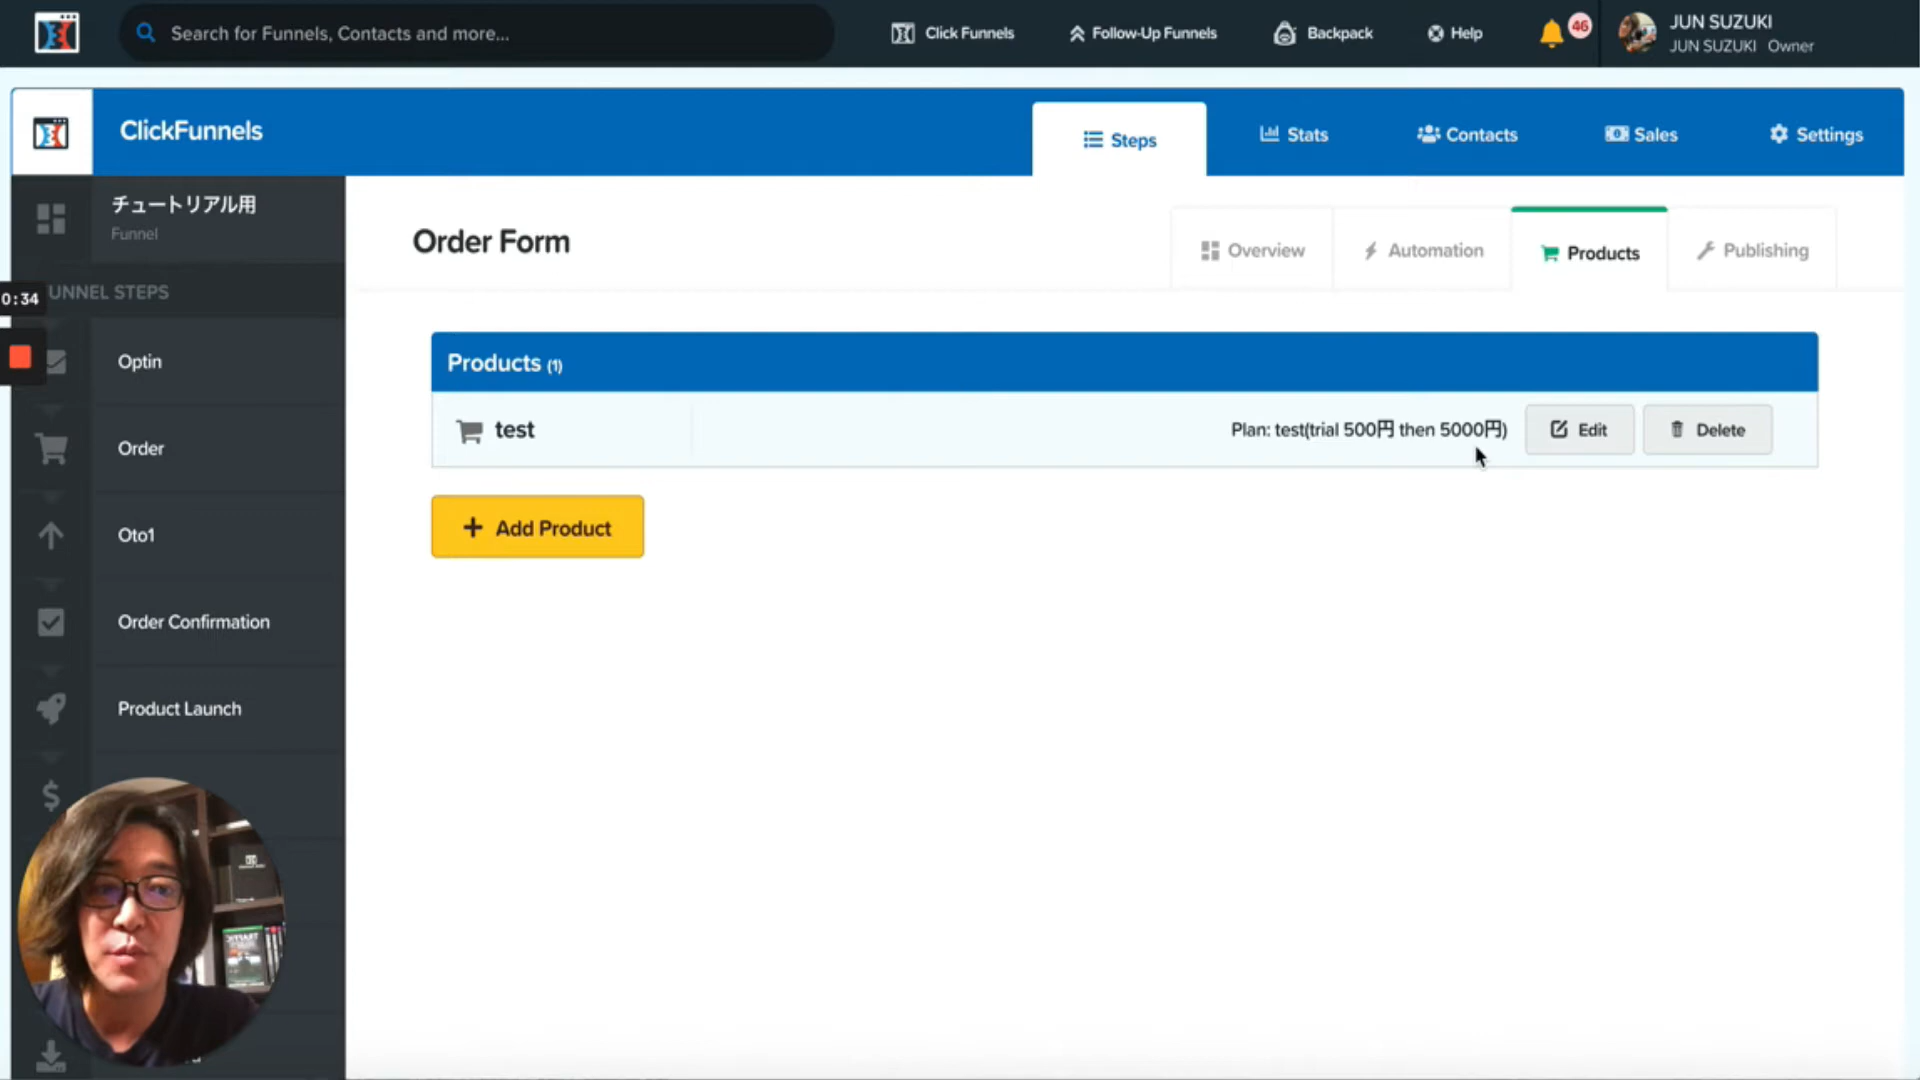 Search for Funnels, Contacts and more...
Click Funnels
Follow-Up Funnels
Backpack
Help
46
JUN SUZUKI
JUN SUZUKI Owner
ClickFunnels
Steps
Stats
Contacts
Sales
Settings
チュートリアル用
Funnel
Order Form
Overview
Automation
Products
Publishing
0:34
UNNEL STEPS
Optin
Order
Oto1
Order Confirmation
Product Launch
Products (1)
test
Plan: test(trial 500円 then 5000円)
Edit
Delete
+ Add Product